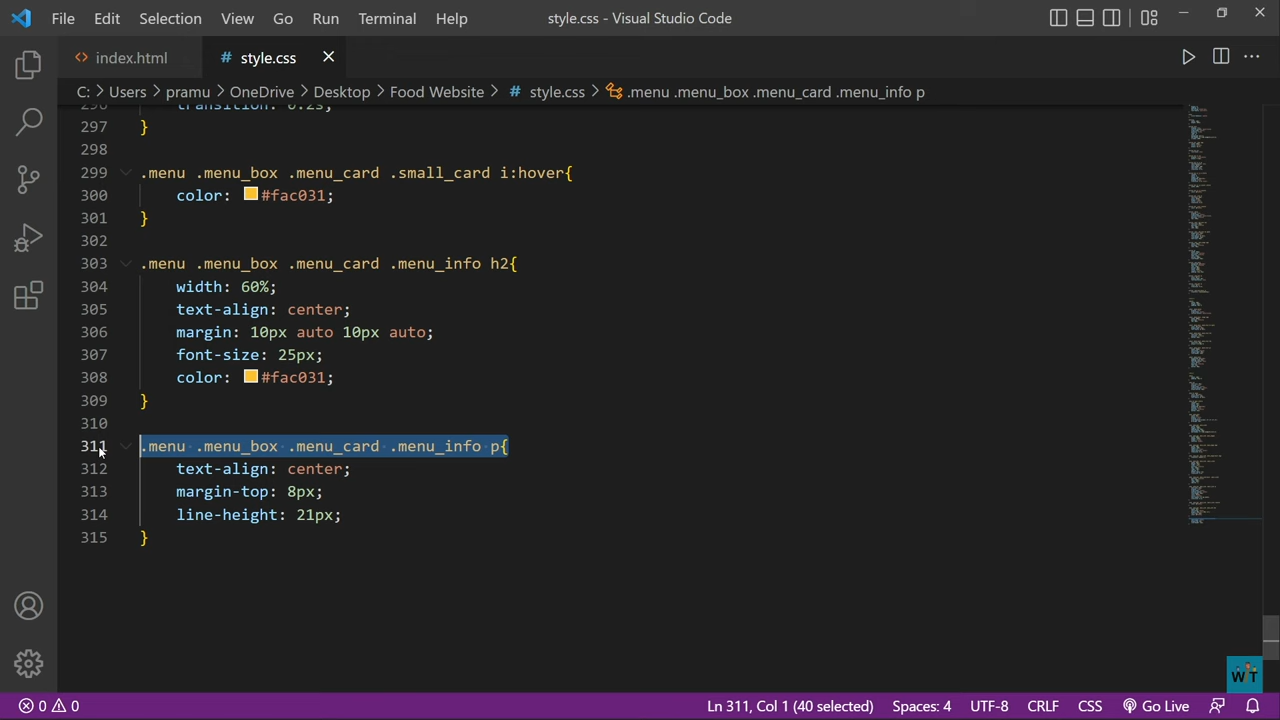 File Edit Selection View Go Run Terminal Help style.css - Visual Studio Code
<> index.html # style.css
C: > Users > pramu > OneDrive > Desktop > Food Website > # style.css > .menu .menu_box .menu_card .menu_info p
296 transition: 0.2s;
297 }
298
299 .menu .menu_box .menu_card .small_card i:hover{
300 color: #fac031;
301 }
302
303 .menu .menu_box .menu_card .menu_info h2{
304 width: 60%;
305 text-align: center;
306 margin: 10px auto 10px auto;
307 font-size: 25px;
308 color: #fac031;
309 }
310
311 .menu .menu_box .menu_card .menu_info p{
312 text-align: center;
313 margin-top: 8px;
314 line-height: 21px;
315 }
WT
0 0 Ln 311, Col 1 (40 selected) Spaces: 4 UTF-8 CRLF CSS Go Live